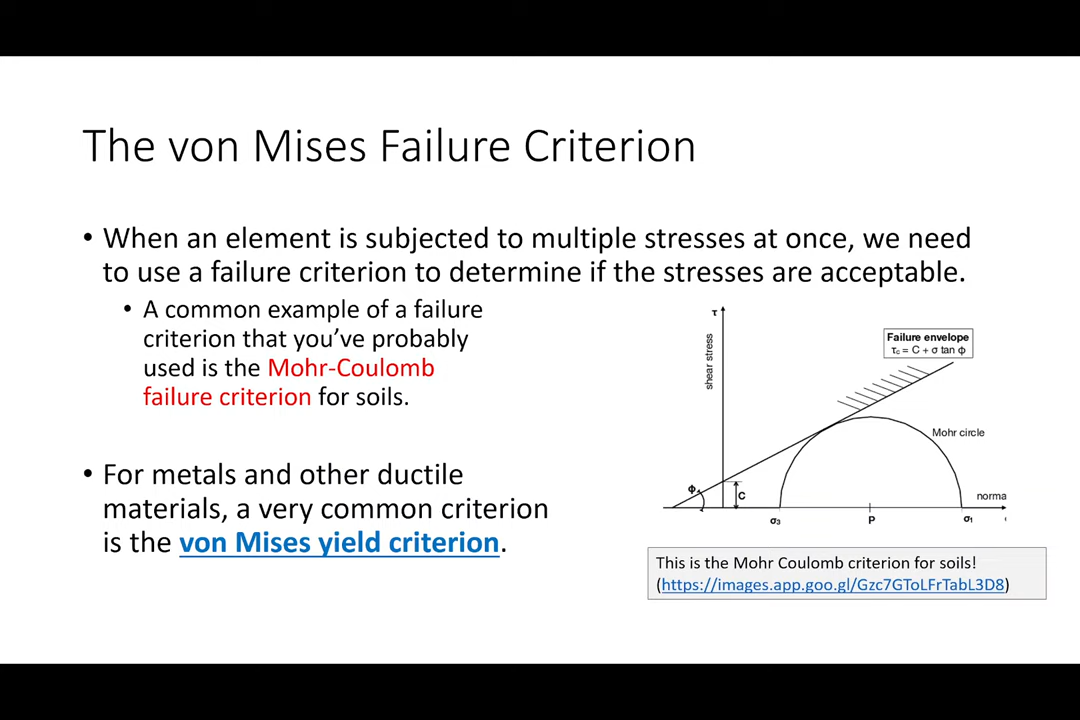 The von Mises Failure Criterion
• When an element is subjected to multiple stresses at once, we need
to use a failure criterion to determine if the stresses are acceptable.
• A common example of a failure
criterion that you’ve probably
used is the Mohr-Coulomb
failure criterion for soils.
• For metals and other ductile
materials, a very common criterion
is the von Mises yield criterion.
τ
shear stress
Failure envelope
τc = C + σ tan ϕ
Mohr circle
ϕ
C
norma
σ3
P
σ1
This is the Mohr Coulomb criterion for soils!
(https://images.app.goo.gl/Gzc7GToLFrTabL3D8)